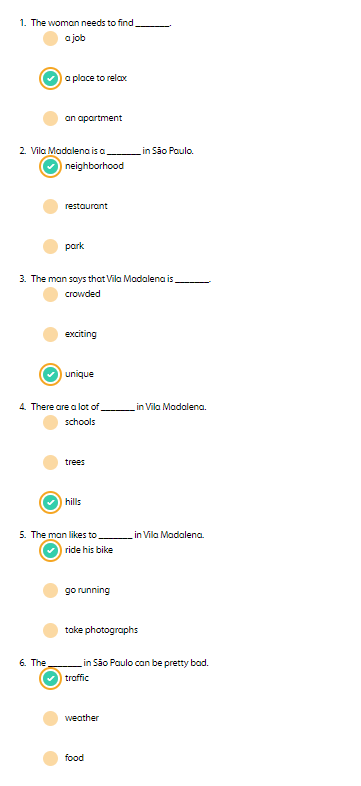 1. The woman needs to find _______.
a job
a place to relax
an apartment
2. Vila Madalena is a _______ in São Paulo.
neighborhood
restaurant
park
3. The man says that Vila Madalena is _______.
crowded
exciting
unique
4. There are a lot of _______ in Vila Madalena.
schools
trees
hills
5. The man likes to _______ in Vila Madalena.
ride his bike
go running
take photographs
6. The _______ in São Paulo can be pretty bad.
traffic
weather
food